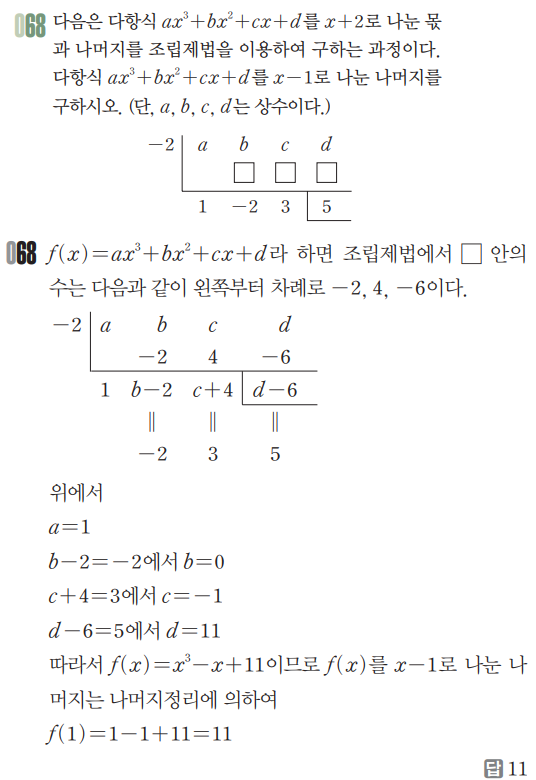 068 다음은 다항식 ax³+bx²+cx+d를 x+2로 나눈 몫
과 나머지를 조립제법을 이용하여 구하는 과정이다.
다항식 ax³+bx²+cx+d를 x-1로 나눈 나머지를
구하시오. (단, a, b, c, d는 상수이다.)
-2 a b c d
□ □ □
1 -2 3 5
068 f(x)=ax³+bx²+cx+d라 하면 조립제법에서 □ 안의
수는 다음과 같이 왼쪽부터 차례로 -2, 4, -6이다.
-2 a b c d
-2 4 -6
1 b-2 c+4 d-6
∥ ∥ ∥
-2 3 5
위에서
a=1
b-2=-2에서 b=0
c+4=3에서 c=-1
d-6=5에서 d=11
따라서 f(x)=x³-x+11이므로 f(x)를 x-1로 나눈 나
머지는 나머지정리에 의하여
f(1)=1-1+11=11
답 11